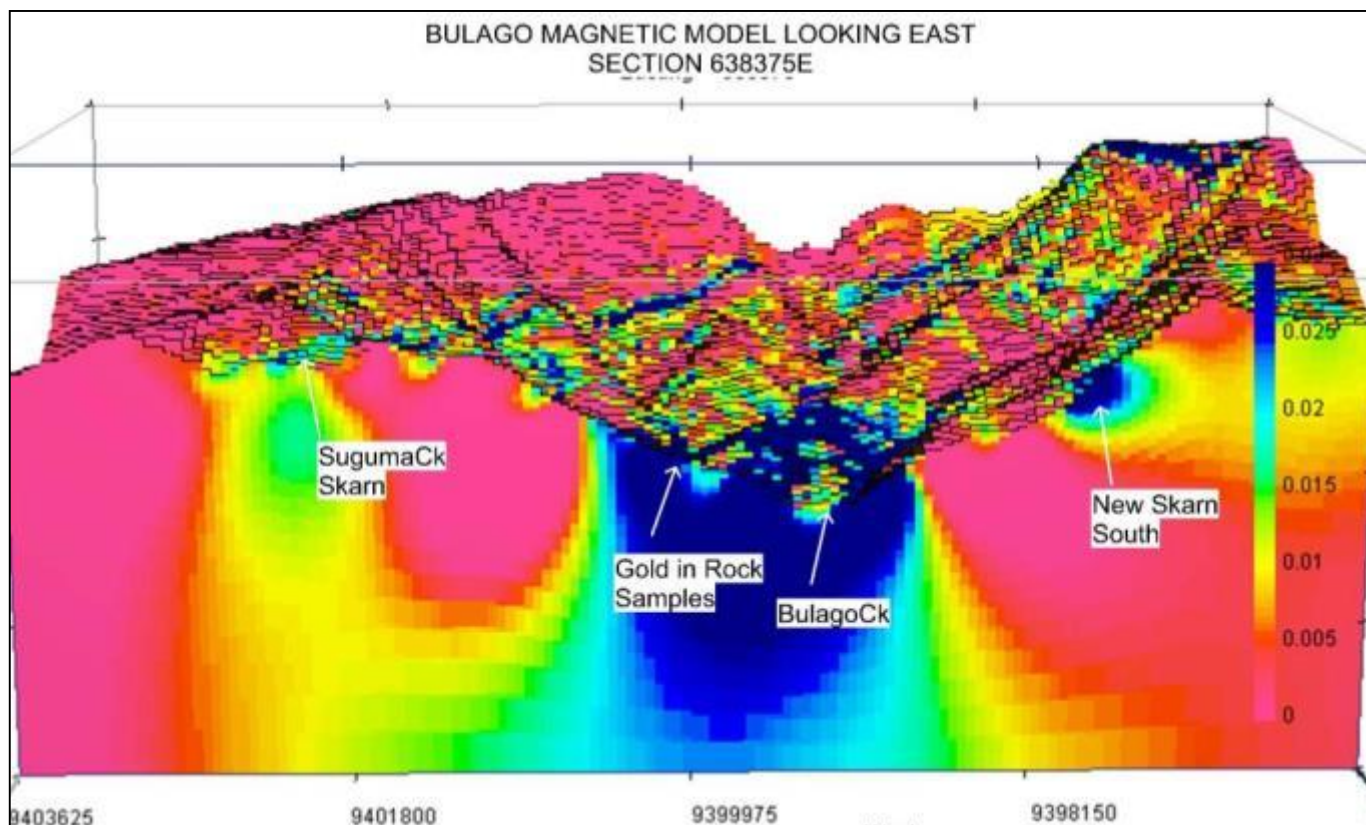 BULAGO MAGNETIC MODEL LOOKING EAST
SECTION 638375E
0.025
0.02
0.015
0.01
0.005
0
SugumaCk
Skarn
Gold in Rock
Samples
BulagoCk
New Skarn
South
9403625
9401800
9399975
9398150